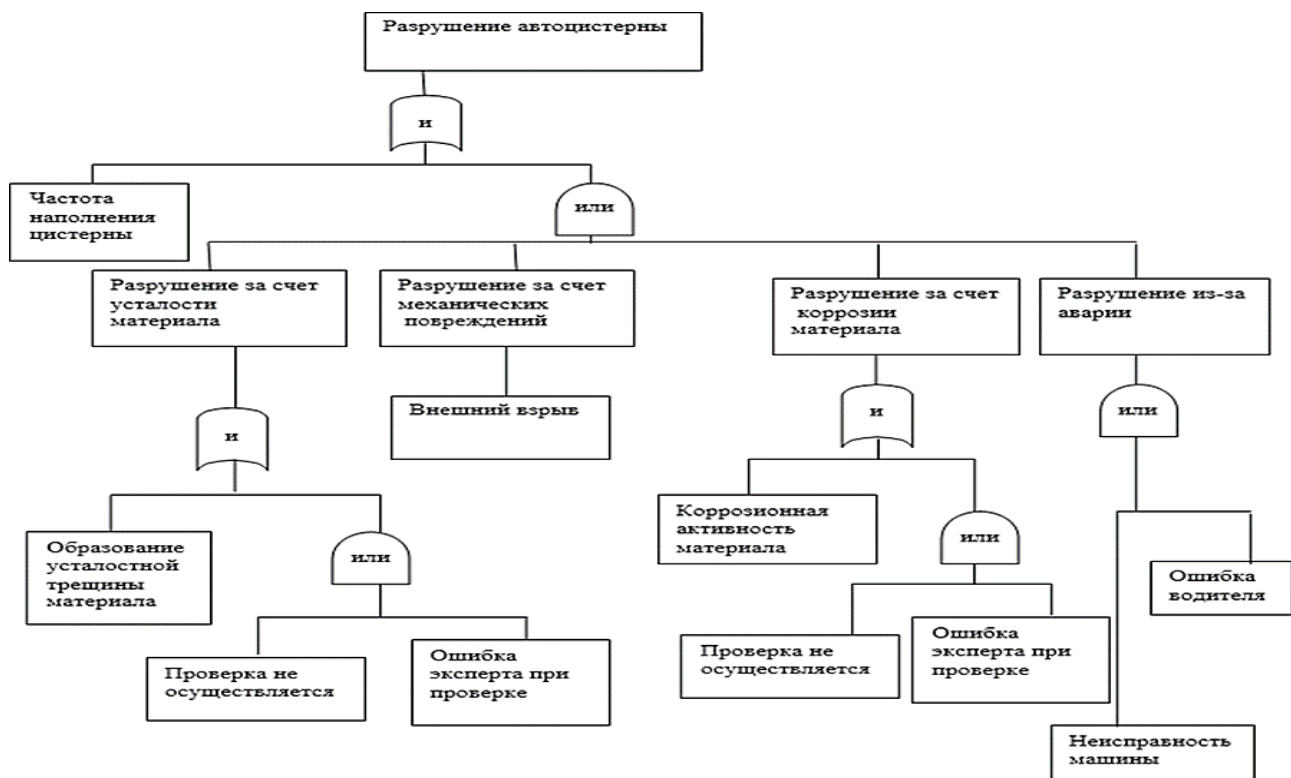 Разрушение автоцистерны
и
Частота
наполнения
цистерны
или
Разрушение за счет
усталости
материала
Разрушение за счет
механических
повреждений
Разрушение за счет
коррозии
материала
Разрушение из-за
аварии
и
Внешний взрыв
и
или
Образование
усталостной
трещины
материала
или
Коррозионная
активность
материала
или
Ошибка
водителя
Проверка не
осуществляется
Ошибка
эксперта при
проверке
Проверка не
осуществляется
Ошибка
эксперта при
проверке
Неисправность
машины